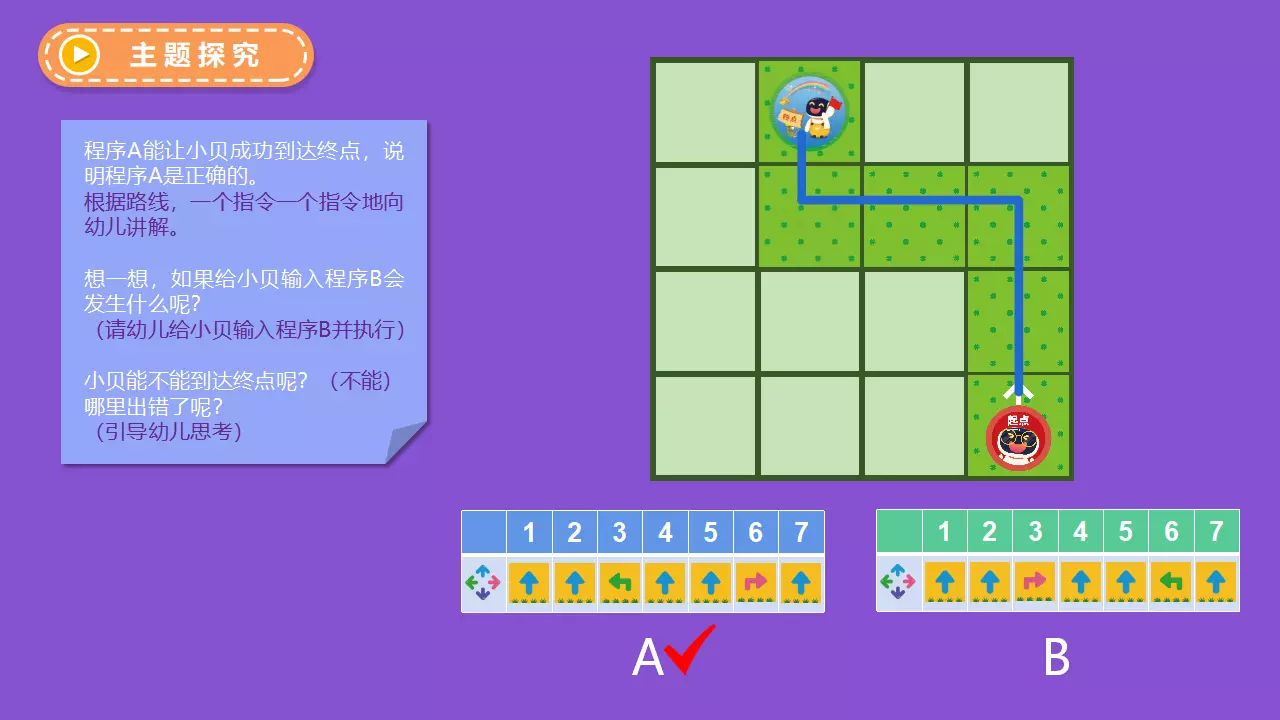 主题探究
程序A能让小贝成功到达终点，说
明程序A是正确的。
根据路线，一个指令一个指令地向
幼儿讲解。
想一想，如果给小贝输入程序B会
发生什么呢？
（请幼儿给小贝输入程序B并执行）
小贝能不能到达终点呢？（不能）
哪里出错了呢？
（引导幼儿思考）
终点
起点
1 2 3 4 5 6 7
1 2 3 4 5 6 7
A
B